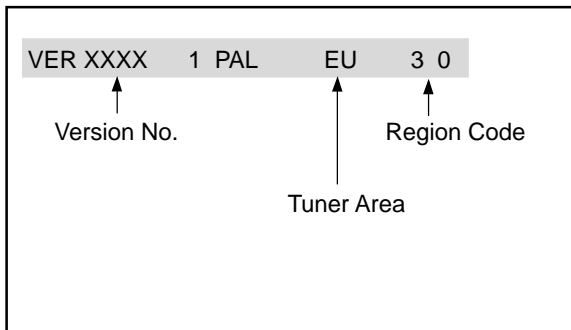 VER XXXX 1 PAL EU 3 0
Version No. Region Code
Tuner Area